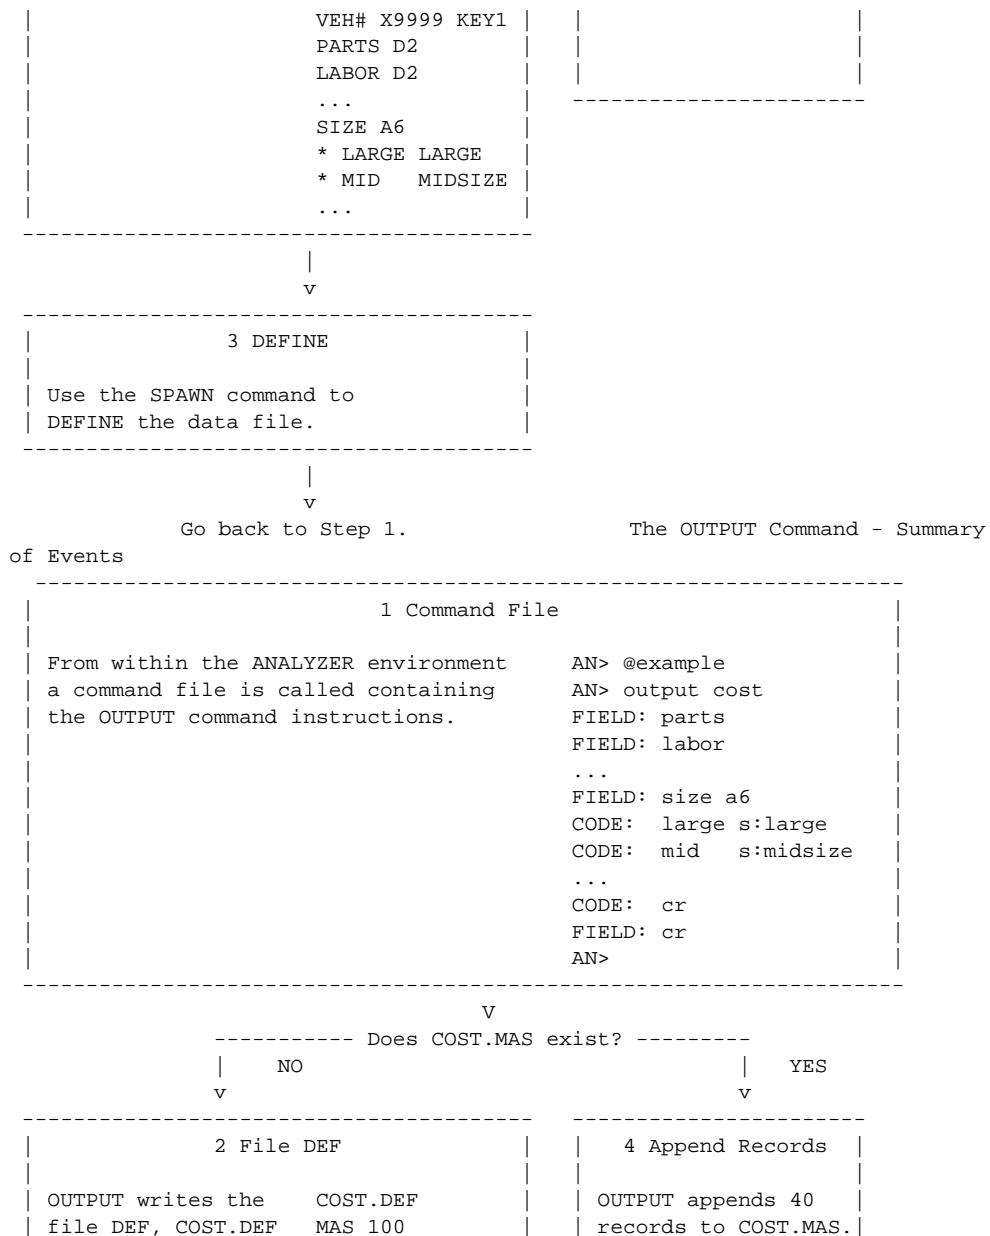 |                      VEH# X9999 KEY1 |   |                     |
|                      PARTS D2        |   |                     |
|                      LABOR D2        |   |                     |
|                      ...             |   -----------------------
|                      SIZE A6         |
|                      * LARGE LARGE   |
|                      * MID   MIDSIZE |
|                      ...             |
----------------------------------------
                      |
                      v
----------------------------------------
|               3 DEFINE               |
|                                      |
| Use the SPAWN command to             |
| DEFINE the data file.                |
----------------------------------------
                      |
                      v
            Go back to Step 1.                  The OUTPUT Command - Summary
of Events
  --------------------------------------------------------------------
|                           1 Command File                          |
|                                                                    |
| From within the ANALYZER environment     AN> @example             |
| a command file is called containing      AN> output cost          |
| the OUTPUT command instructions.         FIELD: parts             |
|                                          FIELD: labor             |
|                                          ...                      |
|                                          FIELD: size a6           |
|                                          CODE:  large s:large     |
|                                          CODE:  mid   s:midsize   |
|                                          ...                      |
|                                          CODE:  cr                |
|                                          FIELD: cr                |
|                                          AN>                      |
---------------------------------------------------------------------
                                    V
               ----------- Does COST.MAS exist? ---------
               |    NO                                  |   YES
               v                                        v
----------------------------------------   -----------------------
|              2 File DEF              |   |   4 Append Records  |
|                                      |   |                     |
| OUTPUT writes the    COST.DEF        |   | OUTPUT appends 40   |
| file DEF, COST.DEF   MAS 100         |   | records to COST.MAS.|